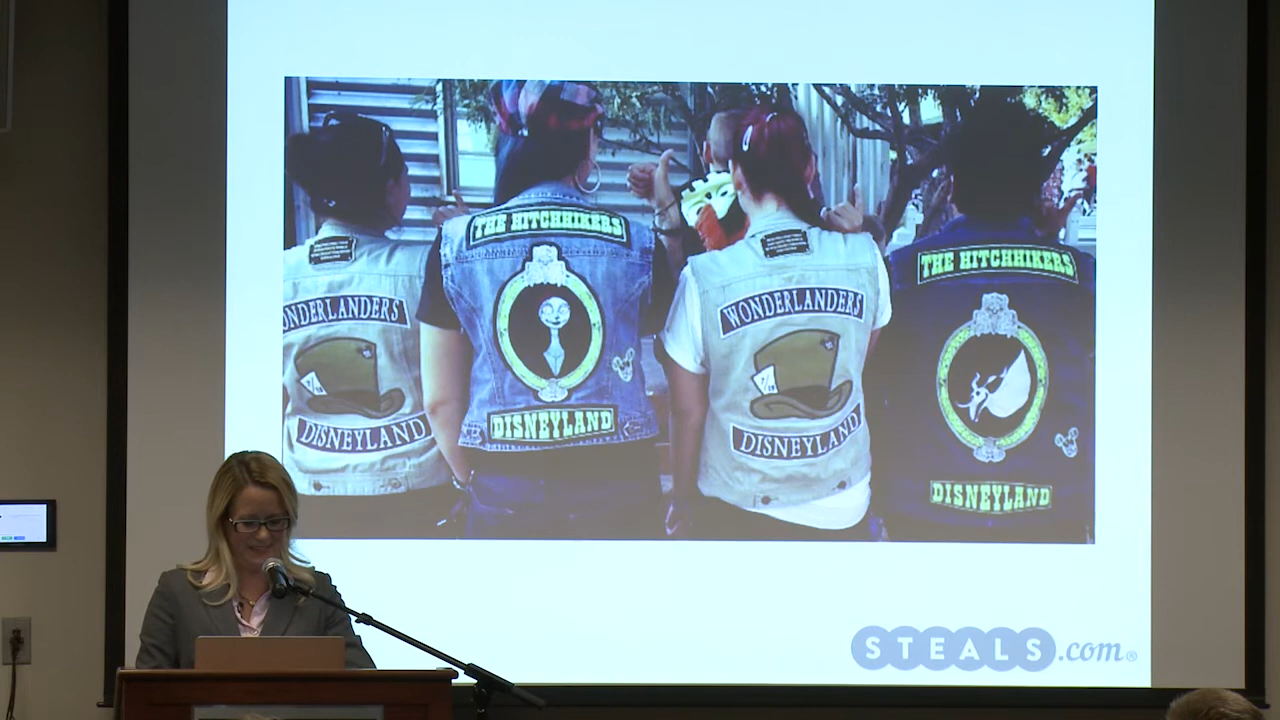 THE HITCHHIKERS
DISNEYLAND
WONDERLANDERS
DISNEYLAND
WONDERLANDERS
DISNEYLAND
THE HITCHHIKERS
DISNEYLAND
STEALS.com®